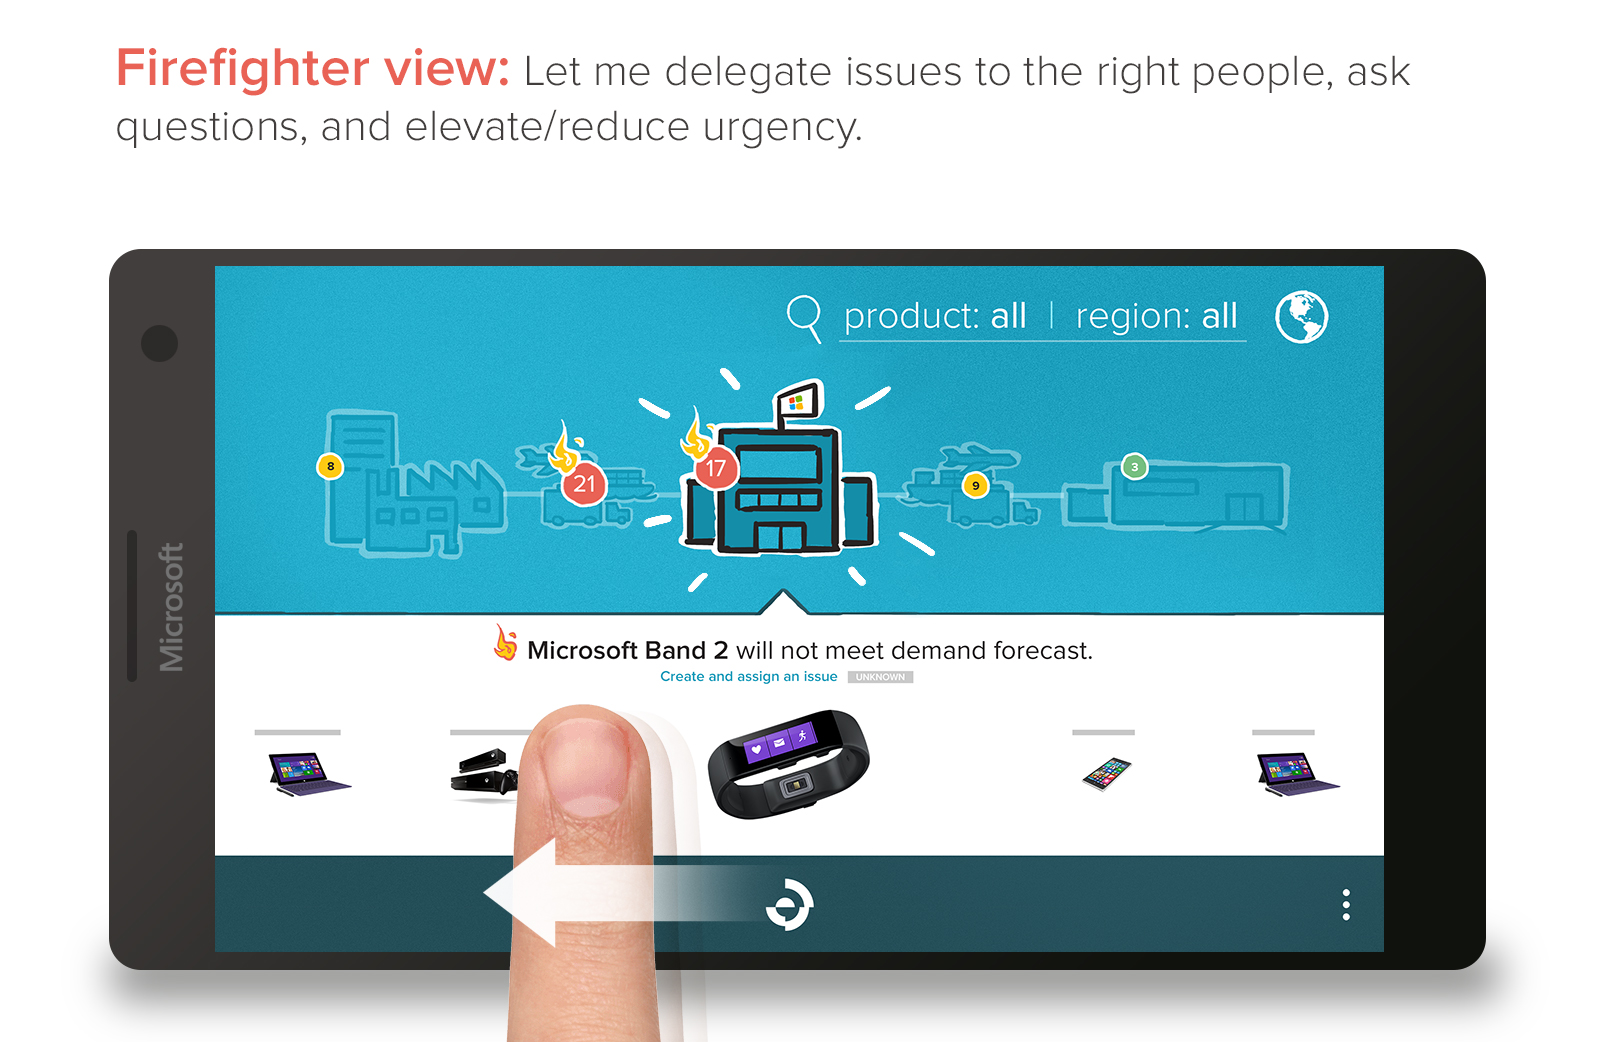 Firefighter view: Let me delegate issues to the right people, ask
questions, and elevate/reduce urgency.
product: all | region: all
8
21
17
9
3
Microsoft
Microsoft Band 2 will not meet demand forecast.
Create and assign an issue UNKNOWN